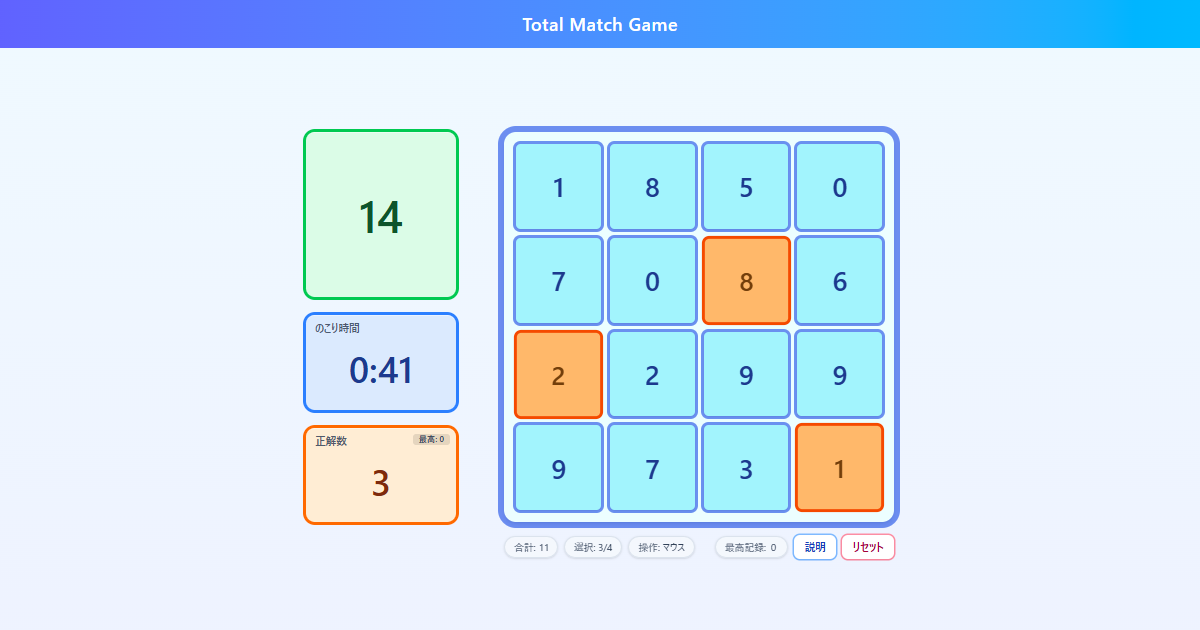 Total Match Game
14
のこり時間
0:41
正解数
最高: 0
3
1 8 5 0
7 0 8 6
2 2 9 9
9 7 3 1
合計: 11
選択: 3/4
操作: マウス
最高記録: 0
説明
リセット